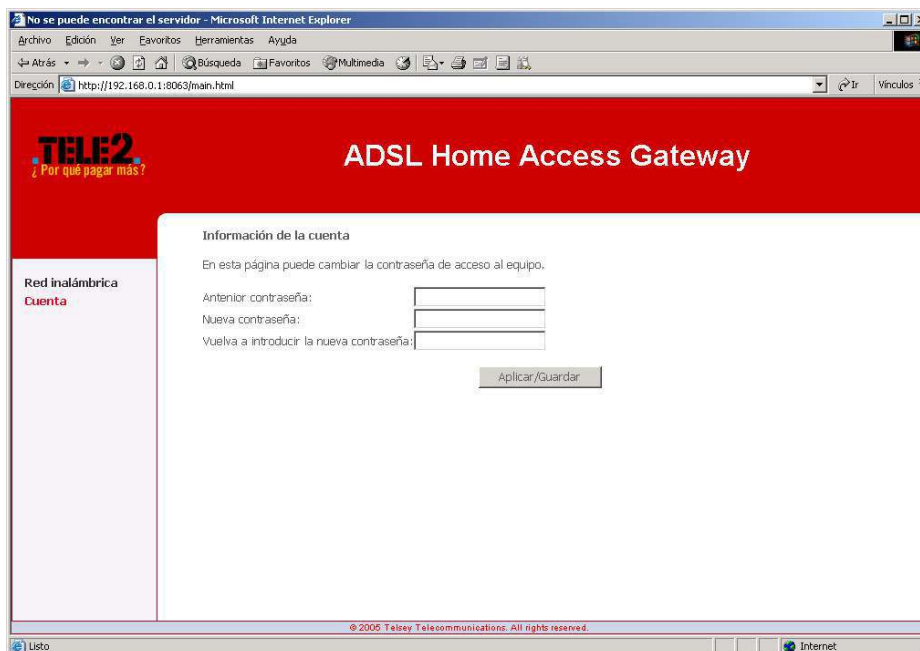 No se puede encontrar el servidor - Microsoft Internet Explorer
Archivo Edición Ver Favoritos Herramientas Ayuda
Atrás Búsqueda Favoritos Multimedia
Dirección http://192.168.0.1:8063/main.html Ir Vínculos
TELE2
¿Por qué pagar más?
ADSL Home Access Gateway
Red inalámbrica
Cuenta
Información de la cuenta
En esta página puede cambiar la contraseña de acceso al equipo.
Antenior contraseña:
Nueva contraseña:
Vuelva a introducir la nueva contraseña:
Aplicar/Guardar
© 2005 Telsey Telecommunications. All rights reserved.
Listo Internet